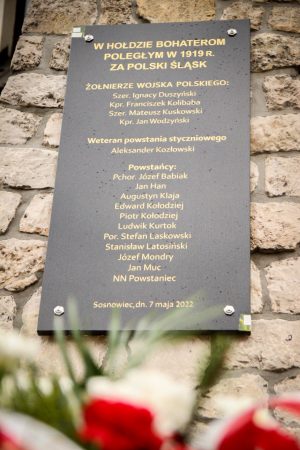 W HOŁDZIE BOHATEROM
POLEGŁYM W 1919 R.
ZA POLSKI ŚLĄSK
ŻOŁNIERZE WOJSKA POLSKIEGO:
Szer. Ignacy Duszyński
Kpr. Franciszek Kolibaba
Szer. Mateusz Kuskowski
Kpr. Jan Wodzyński
Weteran powstania styczniowego
Aleksander Kozłowski
Powstańcy:
Pchor. Józef Babiak
Jan Han
Augustyn Klaja
Edward Kołodziej
Piotr Kołodziej
Ludwik Kurtok
Por. Stefan Laskowski
Stanisław Latosiński
Józef Mondry
Jan Muc
NN Powstaniec
Sosnowiec, dn. 7 maja 2022